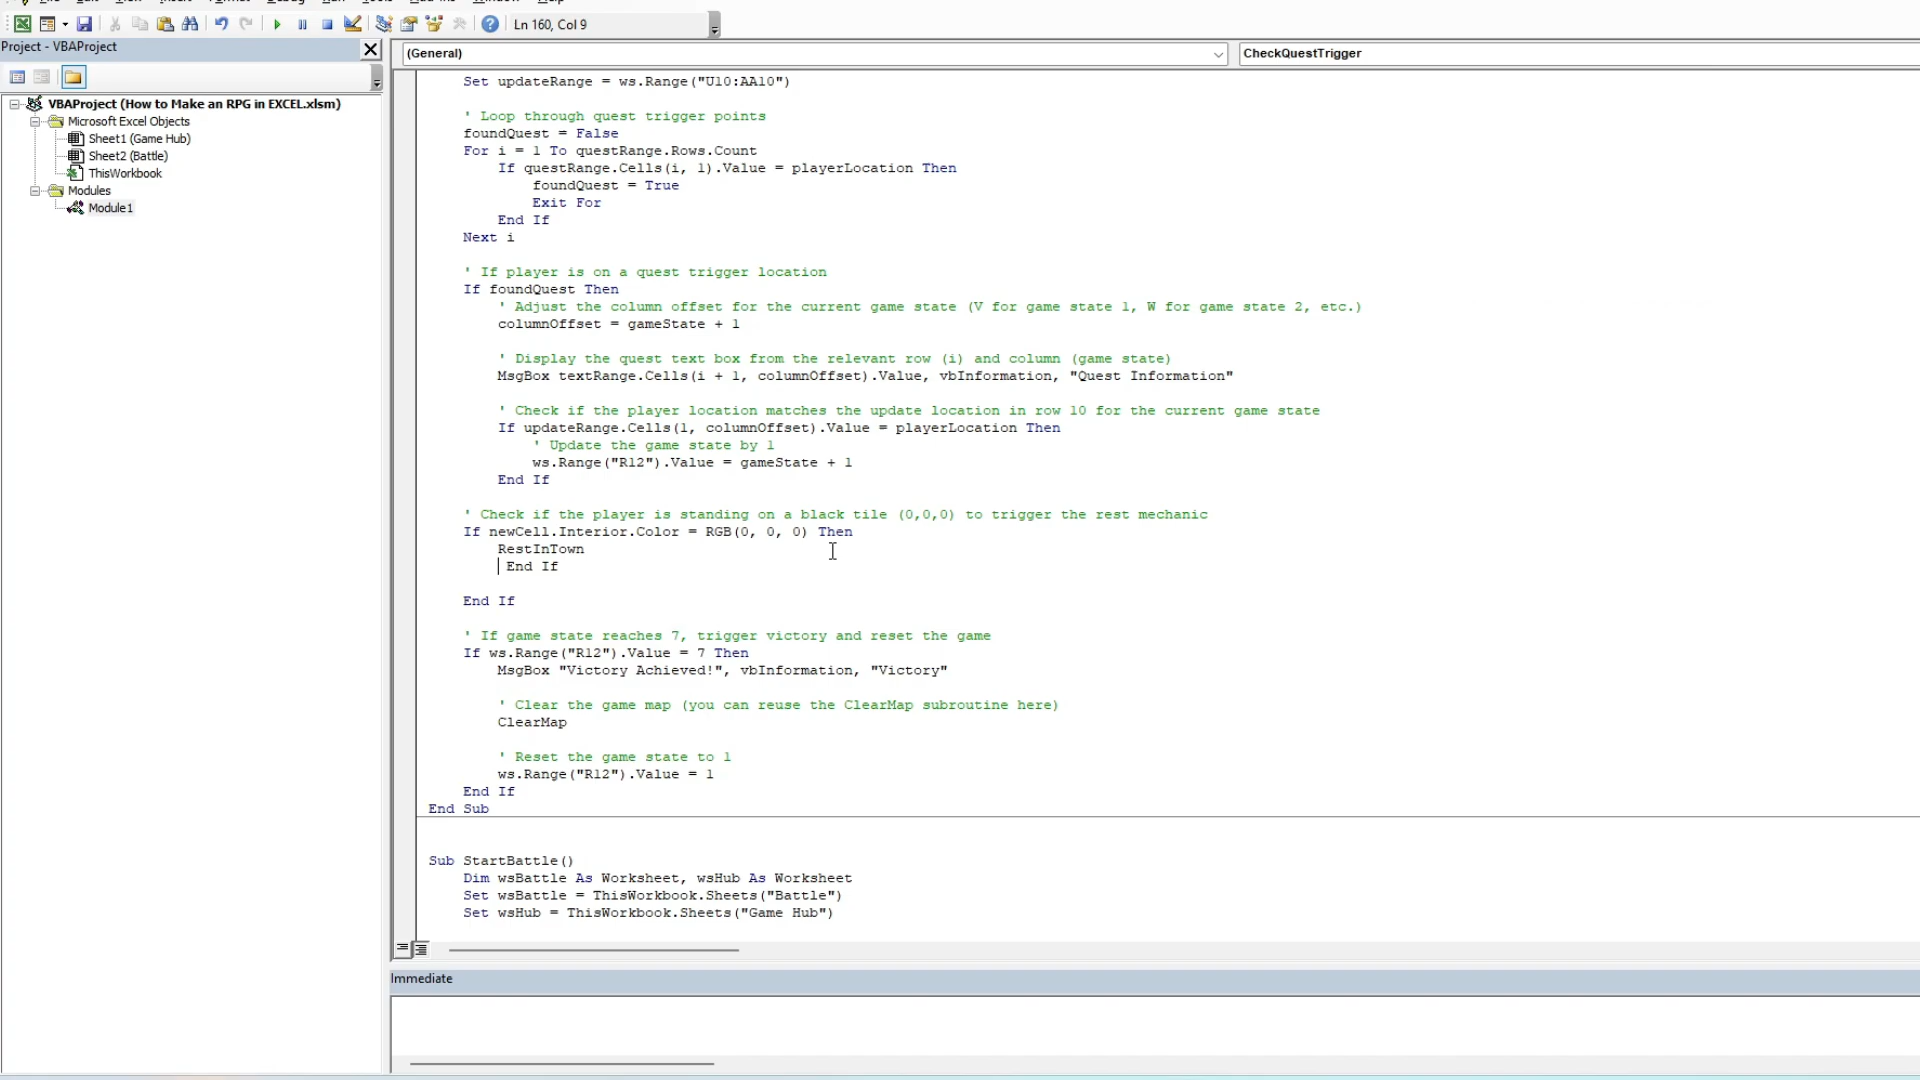 Ln 160, Col 9
Project - VBAProject
VBAProject (How to Make an RPG in EXCEL.xlsm)
Microsoft Excel Objects
Sheet1 (Game Hub)
Sheet2 (Battle)
ThisWorkbook
Modules
Module1
(General)
CheckQuestTrigger
Set updateRange = ws.Range("U10:AA10")
' Loop through quest trigger points
foundQuest = False
For i = 1 To questRange.Rows.Count
If questRange.Cells(i, 1).Value = playerLocation Then
foundQuest = True
Exit For
End If
Next i
' If player is on a quest trigger location
If foundQuest Then
' Adjust the column offset for the current game state (V for game state 1, W for game state 2, etc.)
columnOffset = gameState + 1
' Display the quest text box from the relevant row (i) and column (game state)
MsgBox textRange.Cells(i + 1, columnOffset).Value, vbInformation, "Quest Information"
' Check if the player location matches the update location in row 10 for the current game state
If updateRange.Cells(1, columnOffset).Value = playerLocation Then
' Update the game state by 1
ws.Range("R12").Value = gameState + 1
End If
' Check if the player is standing on a black tile (0,0,0) to trigger the rest mechanic
If newCell.Interior.Color = RGB(0, 0, 0) Then
RestInTown
End If
End If
' If game state reaches 7, trigger victory and reset the game
If ws.Range("R12").Value = 7 Then
MsgBox "Victory Achieved!", vbInformation, "Victory"
' Clear the game map (you can reuse the ClearMap subroutine here)
ClearMap
' Reset the game state to 1
ws.Range("R12").Value = 1
End If
End Sub
Sub StartBattle()
Dim wsBattle As Worksheet, wsHub As Worksheet
Set wsBattle = ThisWorkbook.Sheets("Battle")
Set wsHub = ThisWorkbook.Sheets("Game Hub")
Immediate